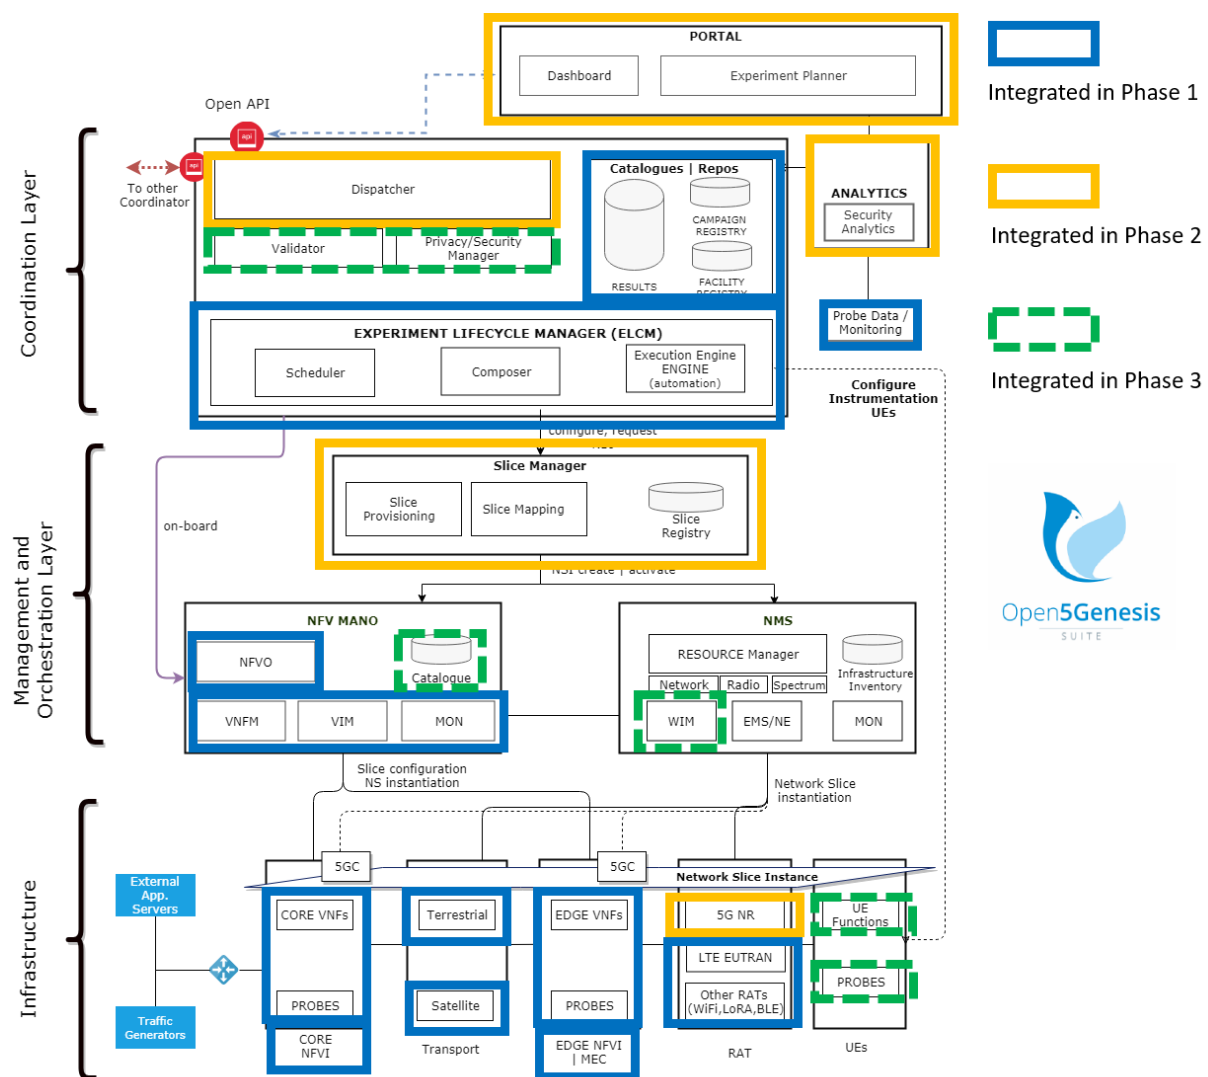 PORTAL
Dashboard
Experiment Planner
Integrated in Phase 1
Open API
api
api
To other
Coordinator
Dispatcher
Validator
Privacy/Security
Manager
Catalogues | Repos
CAMPAIGN
REGISTRY
RESULTS
FACILITY
REGISTRY
ANALYTICS
Security
Analytics
Integrated in Phase 2
Probe Data /
Monitoring
Integrated in Phase 3
Coordination Layer
EXPERIMENT LIFECYCLE MANAGER (ELCM)
Scheduler
Composer
Execution Engine
ENGINE
(automation)
Configure
Instrumentation
UEs
configure, request
Slice Manager
Slice
Provisioning
Slice Mapping
Slice
Registry
on-board
Management and
Orchestration Layer
NSI create | activate
Open5Genesis
SUITE
NFV MANO
NFVO
Catalogue
VNFM
VIM
MON
NMS
RESOURCE Manager
Network
Radio
Spectrum
Infrastructure
Inventory
WIM
EMS/NE
MON
Slice configuration
NS instantiation
Network Slice
instantiation
Infrastructure
5GC
5GC
Network Slice Instance
External
App.
Servers
Traffic
Generators
CORE VNFs
PROBES
CORE
NFVI
Terrestrial
Satellite
Transport
EDGE VNFs
PROBES
EDGE NFVI
| MEC
5G NR
LTE EUTRAN
Other RATs
(WiFi,LoRA,BLE)
RAT
UE
Functions
PROBES
UEs